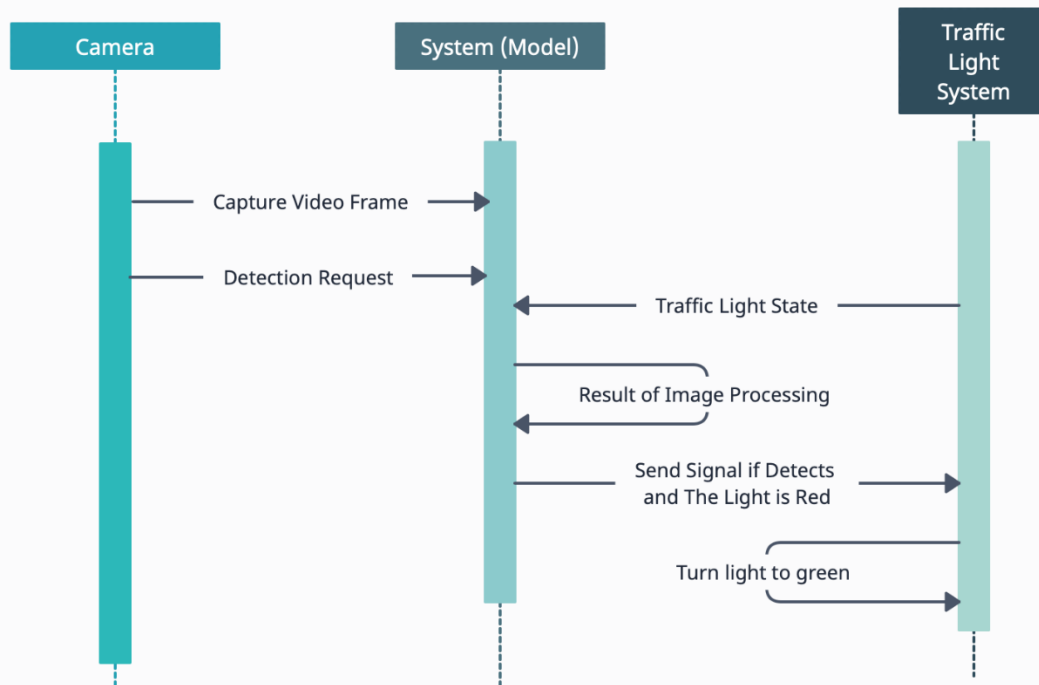 Camera
System (Model)
Traffic
Light
System
Capture Video Frame
Detection Request
Traffic Light State
Result of Image Processing
Send Signal if Detects
and The Light is Red
Turn light to green